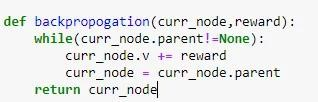 def backpropogation(curr_node,reward):
    while(curr_node.parent!=None):
        curr_node.v += reward
        curr_node = curr_node.parent
    return curr_node